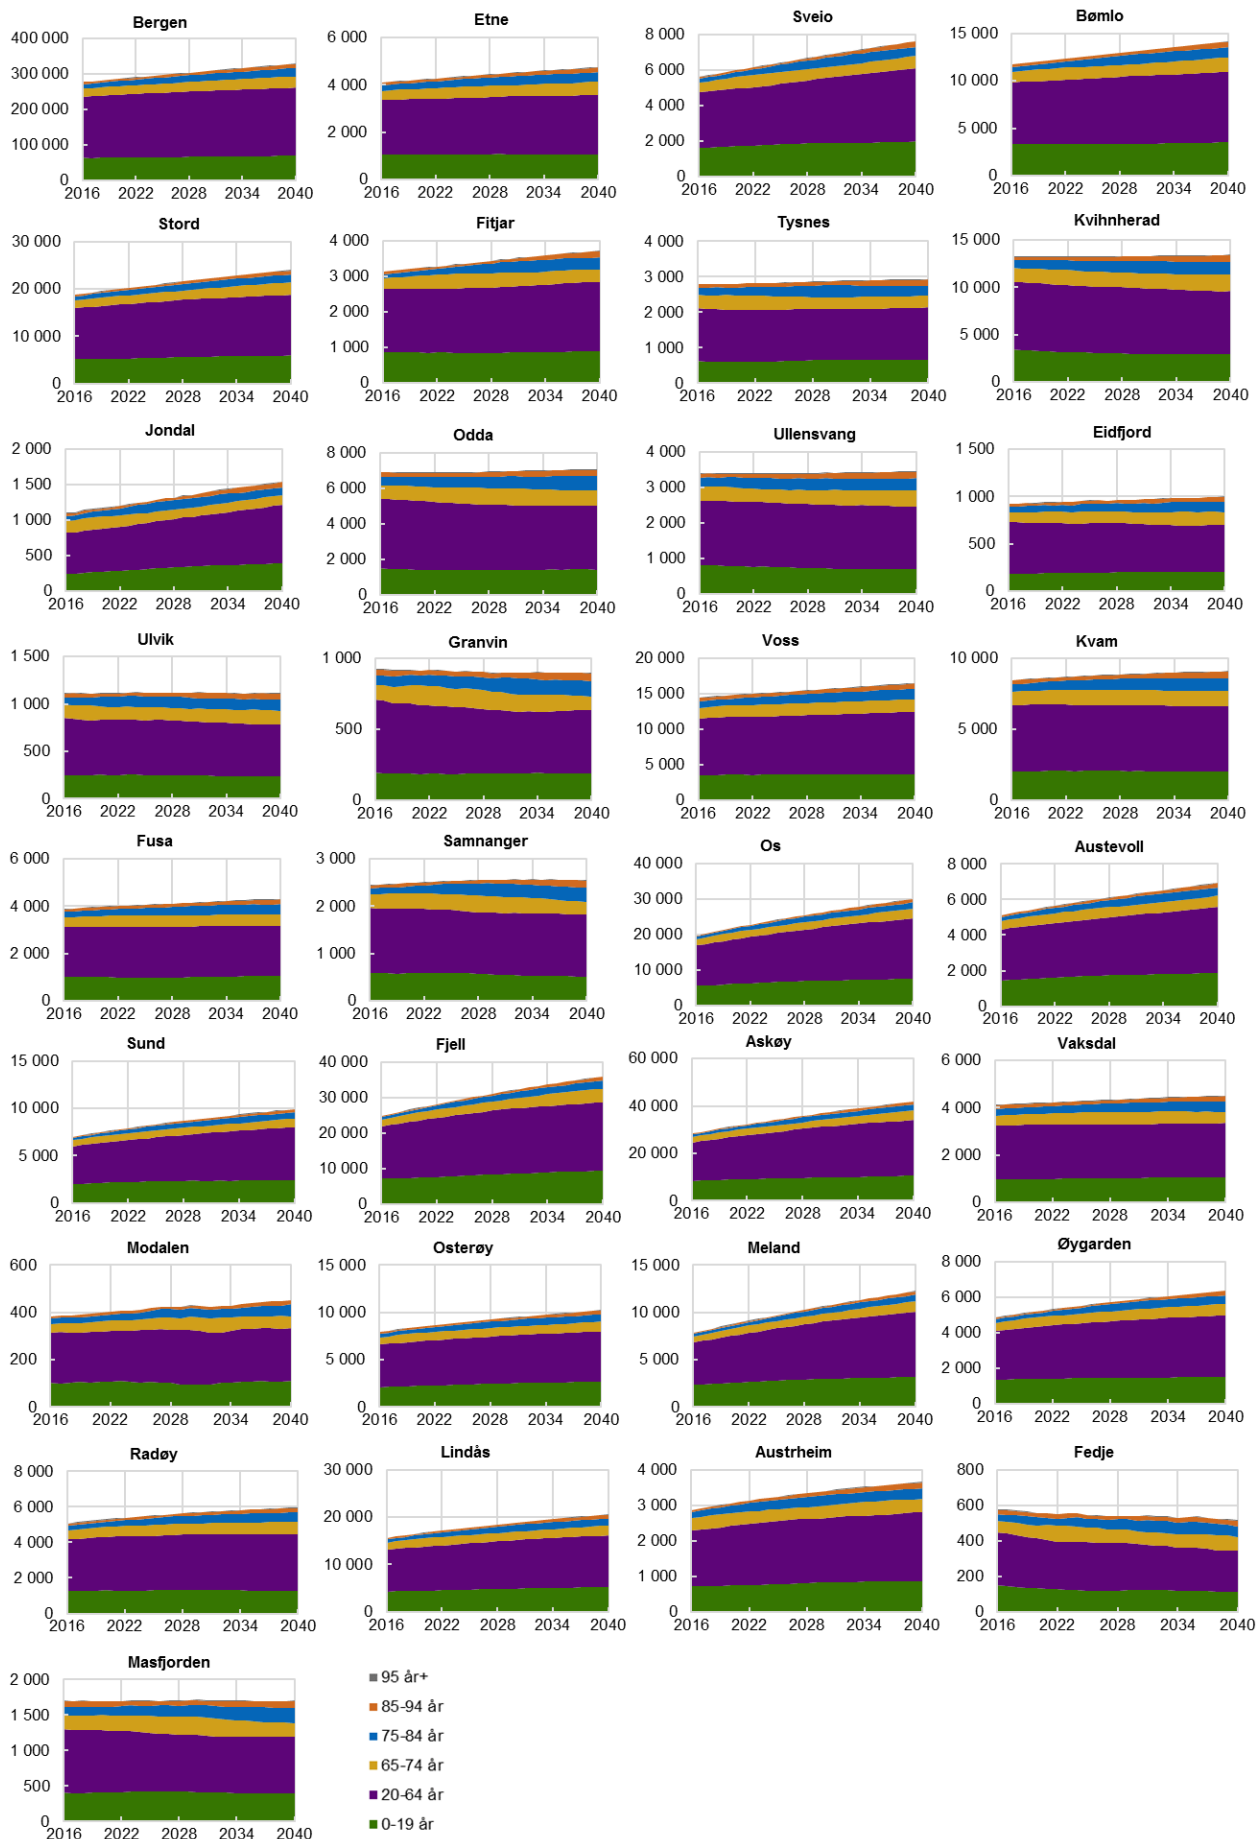 Bergen
400 000
300 000
200 000
100 000
0
2016 2022 2028 2034 2040
Etne
6 000
4 000
2 000
0
2016 2022 2028 2034 2040
Sveio
8 000
6 000
4 000
2 000
0
2016 2022 2028 2034 2040
Bømlo
15 000
10 000
5 000
0
2016 2022 2028 2034 2040
Stord
30 000
20 000
10 000
0
2016 2022 2028 2034 2040
Fitjar
4 000
3 000
2 000
1 000
0
2016 2022 2028 2034 2040
Tysnes
4 000
3 000
2 000
1 000
0
2016 2022 2028 2034 2040
Kvihnherad
15 000
10 000
5 000
0
2016 2022 2028 2034 2040
Jondal
2 000
1 500
1 000
500
0
2016 2022 2028 2034 2040
Odda
8 000
6 000
4 000
2 000
0
2016 2022 2028 2034 2040
Ullensvang
4 000
3 000
2 000
1 000
0
2016 2022 2028 2034 2040
Eidfjord
1 500
1 000
500
0
2016 2022 2028 2034 2040
Ulvik
1 500
1 000
500
0
2016 2022 2028 2034 2040
Granvin
1 000
500
0
2016 2022 2028 2034 2040
Voss
20 000
15 000
10 000
5 000
0
2016 2022 2028 2034 2040
Kvam
10 000
5 000
0
2016 2022 2028 2034 2040
Fusa
6 000
4 000
2 000
0
2016 2022 2028 2034 2040
Samnanger
3 000
2 000
1 000
0
2016 2022 2028 2034 2040
Os
40 000
30 000
20 000
10 000
0
2016 2022 2028 2034 2040
Austevoll
8 000
6 000
4 000
2 000
0
2016 2022 2028 2034 2040
Sund
15 000
10 000
5 000
0
2016 2022 2028 2034 2040
Fjell
40 000
30 000
20 000
10 000
0
2016 2022 2028 2034 2040
Askøy
60 000
40 000
20 000
0
2016 2022 2028 2034 2040
Vaksdal
6 000
4 000
2 000
0
2016 2022 2028 2034 2040
Modalen
600
400
200
0
2016 2022 2028 2034 2040
Osterøy
15 000
10 000
5 000
0
2016 2022 2028 2034 2040
Meland
15 000
10 000
5 000
0
2016 2022 2028 2034 2040
Øygarden
8 000
6 000
4 000
2 000
0
2016 2022 2028 2034 2040
Radøy
8 000
6 000
4 000
2 000
0
2016 2022 2028 2034 2040
Lindås
30 000
20 000
10 000
0
2016 2022 2028 2034 2040
Austrheim
4 000
3 000
2 000
1 000
0
2016 2022 2028 2034 2040
Fedje
800
600
400
200
0
2016 2022 2028 2034 2040
Masfjorden
2 000
1 500
1 000
500
0
2016 2022 2028 2034 2040
95 år+
85-94 år
75-84 år
65-74 år
20-64 år
0-19 år